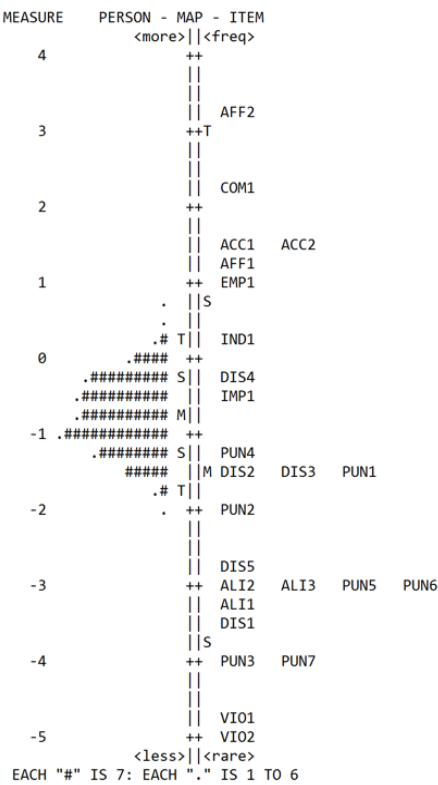 MEASURE PERSON - MAP - ITEM
<more>||<freq>
4 ++
||
||
|| AFF2
3 ++T
||
||
|| COM1
2 ++
||
|| ACC1 ACC2
|| AFF1
1 ++ EMP1
. ||S
. ||
.# T|| IND1
0 .#### ++
.######### S|| DIS4
.########## || IMP1
.########## M||
-1 .############ ++
.######## S|| PUN4
##### ||M DIS2 DIS3 PUN1
.# T||
-2 . ++ PUN2
||
||
|| DIS5
-3 ++ ALI2 ALI3 PUN5 PUN6
|| ALI1
|| DIS1
||S
-4 ++ PUN3 PUN7
||
||
|| VIO1
-5 ++ VIO2
<less>||<rare>
EACH "#" IS 7: EACH "." IS 1 TO 6